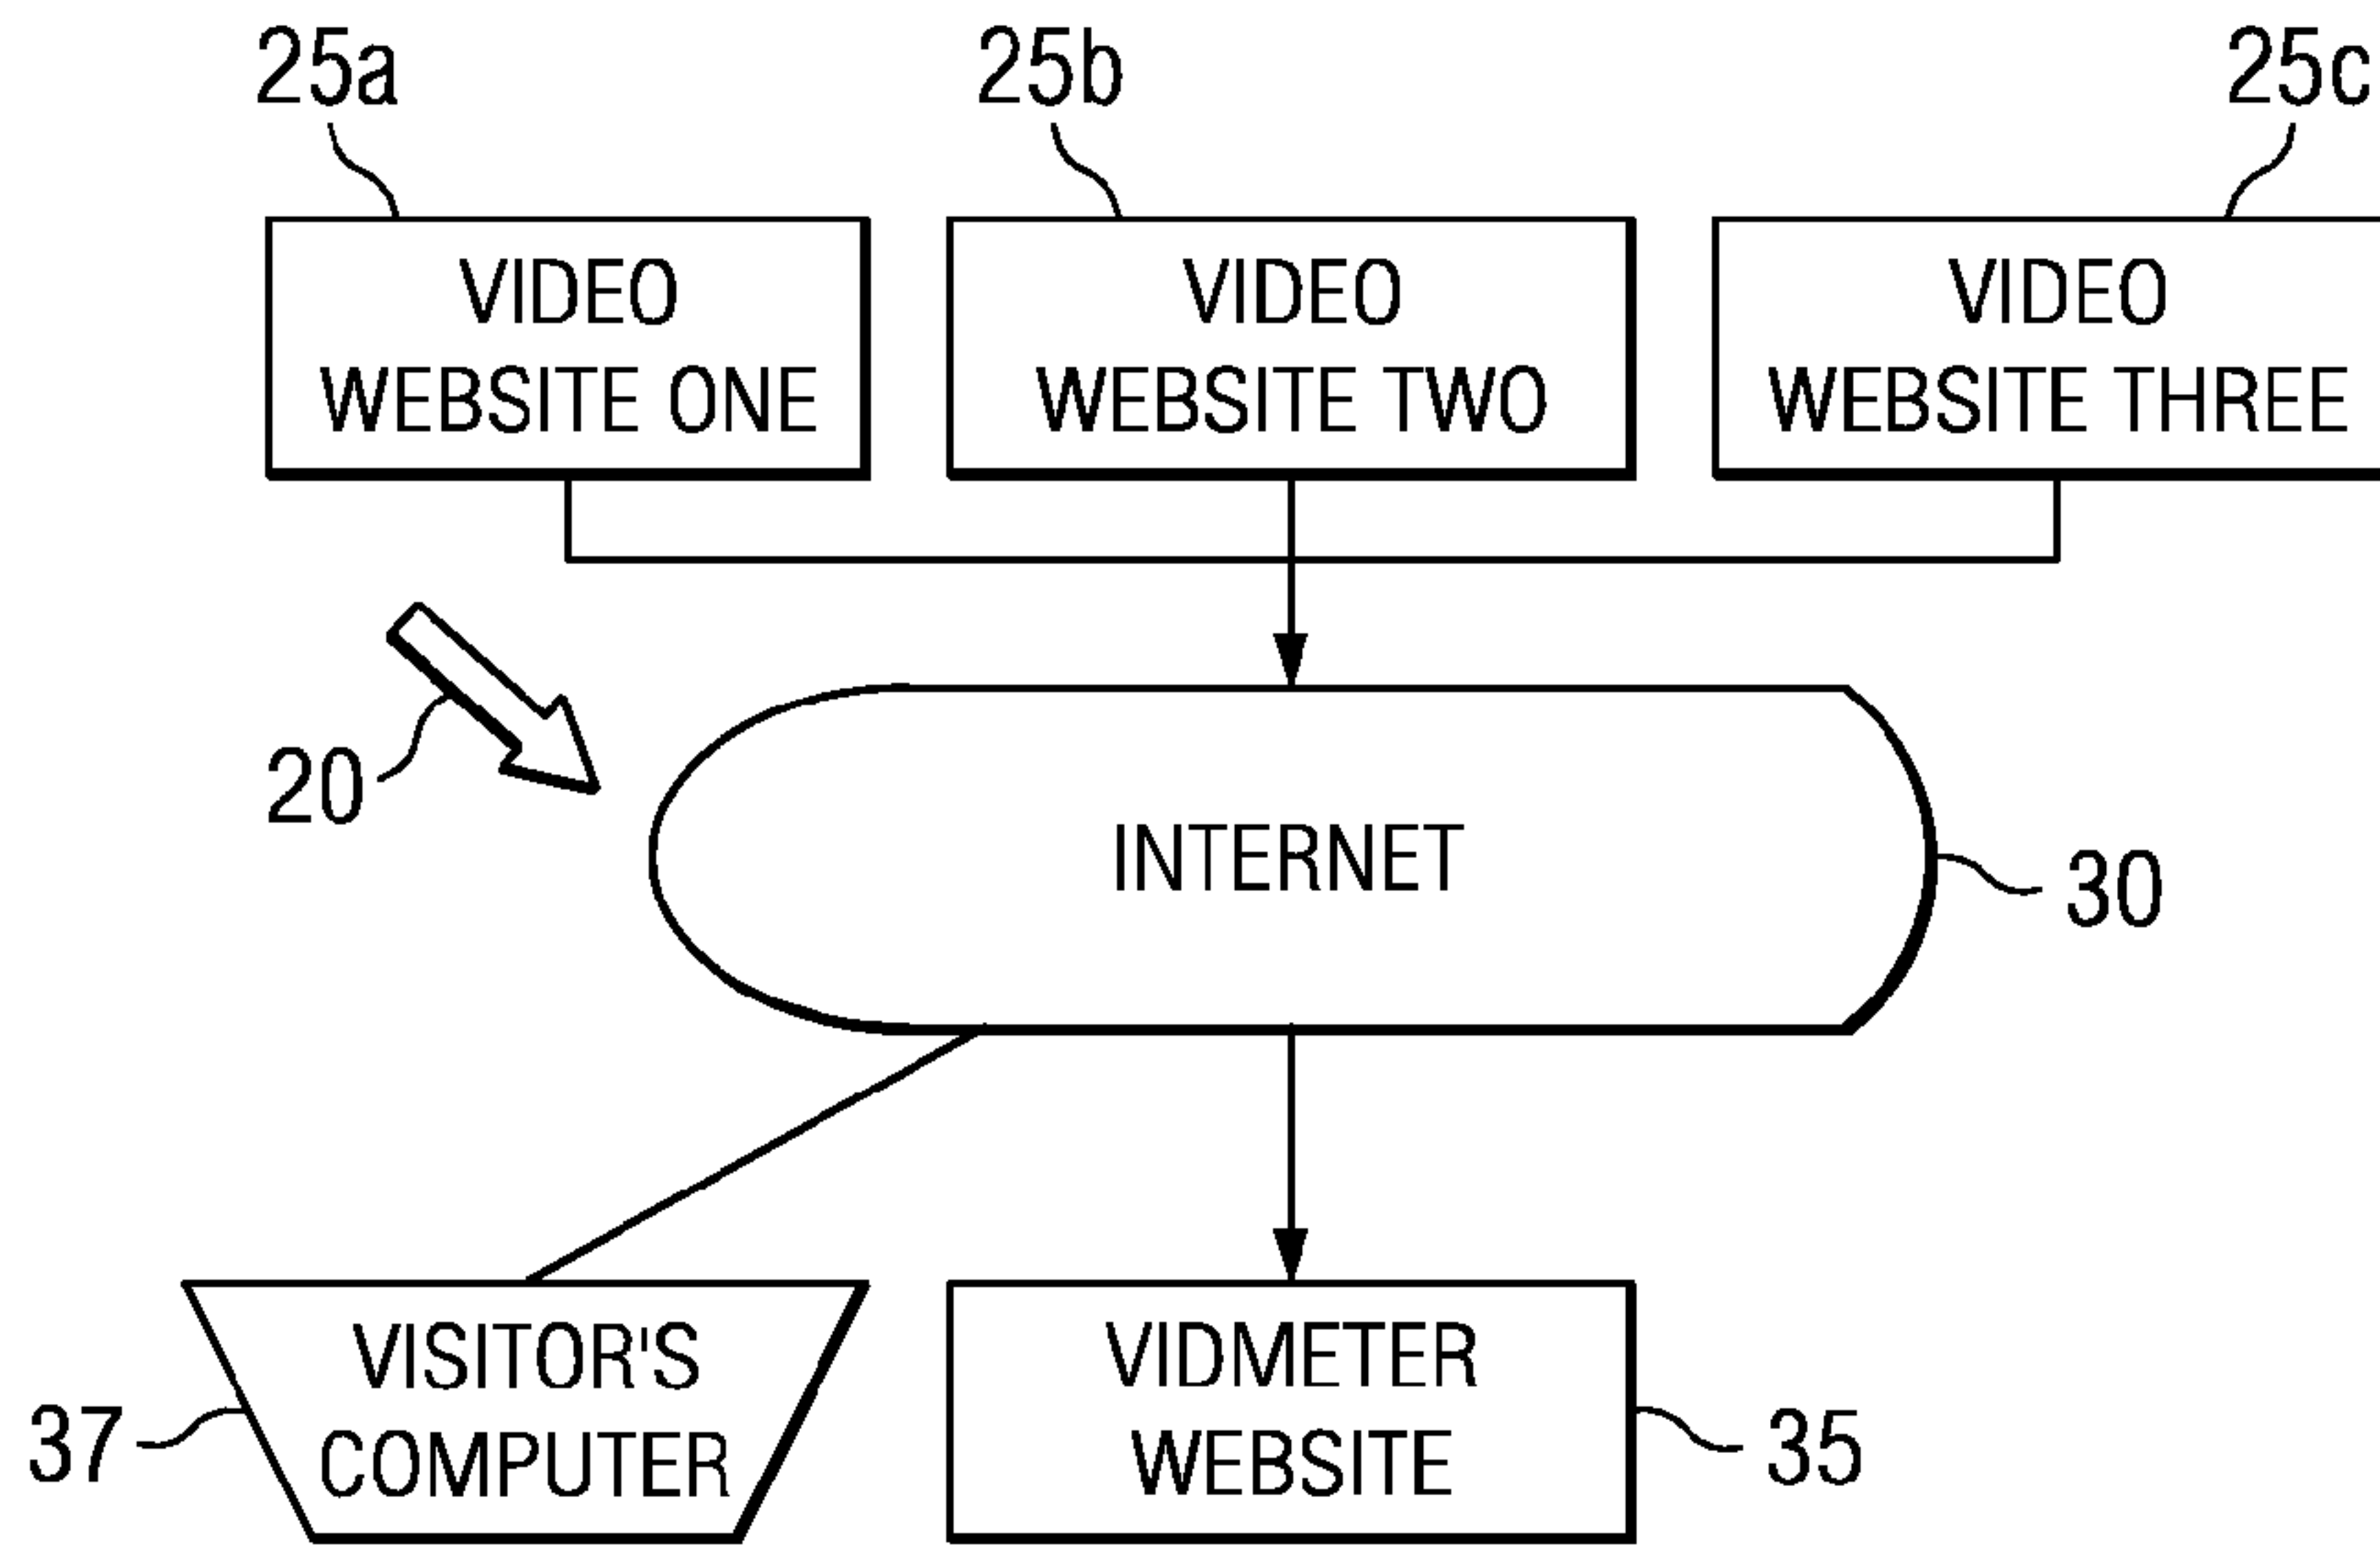 25a
25b
25c
VIDEO
WEBSITE ONE
VIDEO
WEBSITE TWO
VIDEO
WEBSITE THREE
20
INTERNET
30
VISITOR'S
COMPUTER
37
VIDMETER
WEBSITE
35